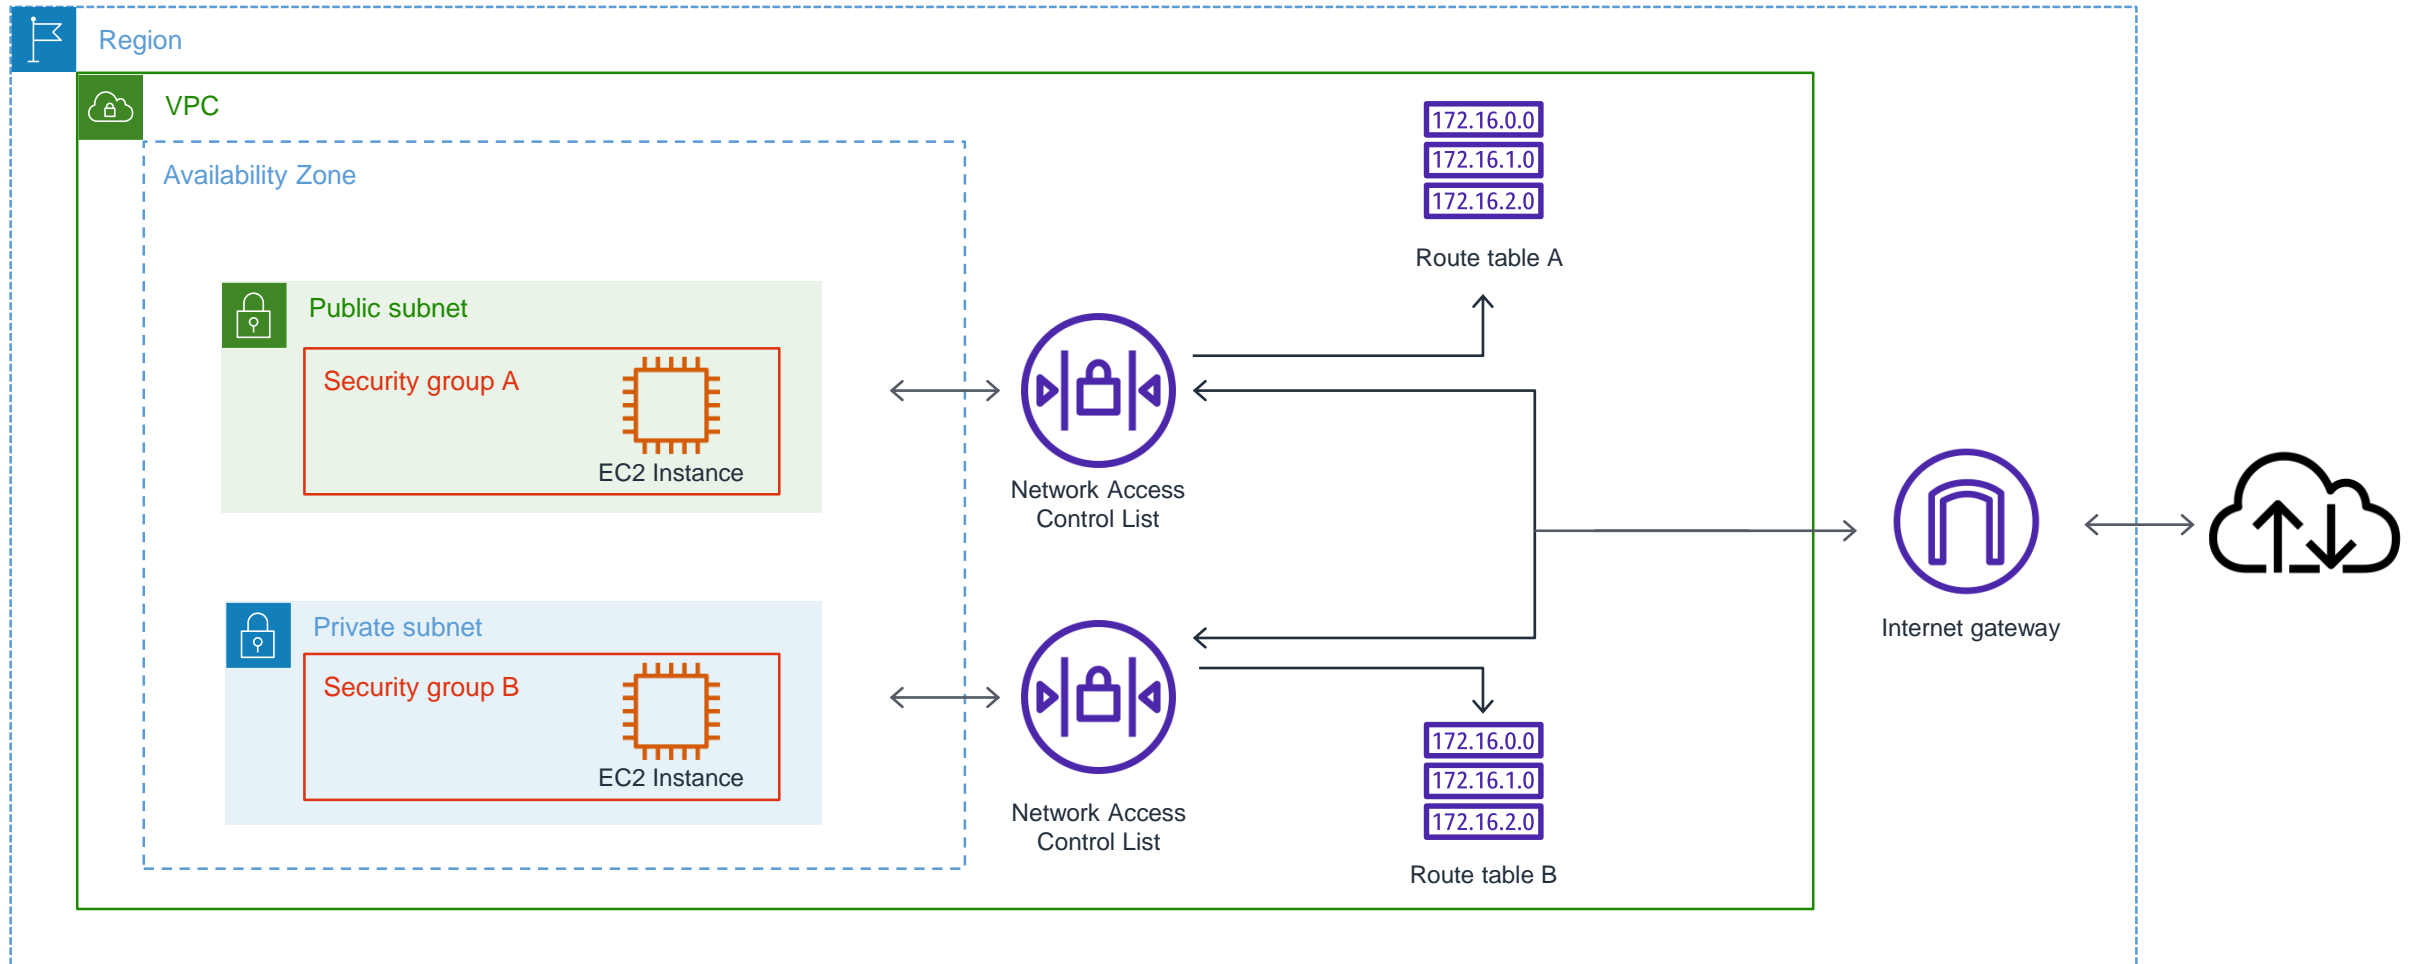 Region
VPC
Availability Zone
172.16.0.0
172.16.1.0
172.16.2.0
Route table A
Public subnet
Security group A
EC2 Instance
Network Access
Control List
Internet gateway
Private subnet
Security group B
EC2 Instance
Network Access
Control List
172.16.0.0
172.16.1.0
172.16.2.0
Route table B